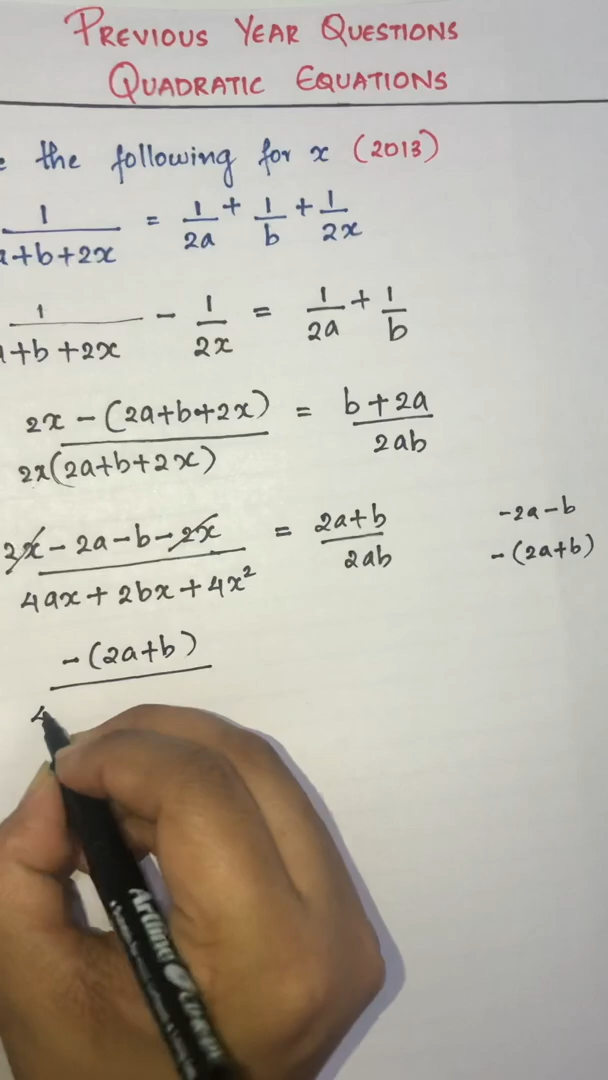 PREVIOUS YEAR QUESTIONS
QUADRATIC EQUATIONS
the following for x (2013)
1/(a+b+2x) = 1/2a + 1/b + 1/2x
1/(+b+2x) - 1/2x = 1/2a + 1/b
(2x - (2a+b+2x))/(2x(2a+b+2x)) = (b+2a)/2ab
(2x - 2a - b - 2x)/(4ax + 2bx + 4x²) = (2a+b)/2ab
-2a-b
-(2a+b)
-(2a+b)
4
Artline